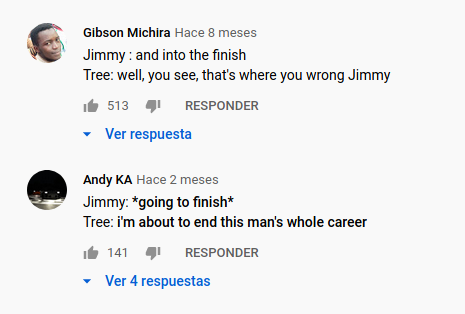 Gibson Michira Hace 8 meses
Jimmy : and into the finish
Tree: well, you see, that's where you wrong Jimmy
513 RESPONDER
Ver respuesta
Andy KA Hace 2 meses
Jimmy: *going to finish*
Tree: i'm about to end this man's whole career
141 RESPONDER
Ver 4 respuestas